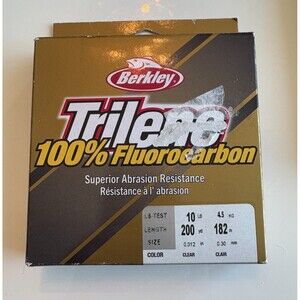 Berkley
Trilene
100% Fluorocarbon
Superior Abrasion Resistance
Résistance à l'abrasion
LB TEST 10 LB 4.5 KG
LENGTH 200 yd 182 m
SIZE 0.012 in 0.30 mm
COLOR CLEAR CLAIR